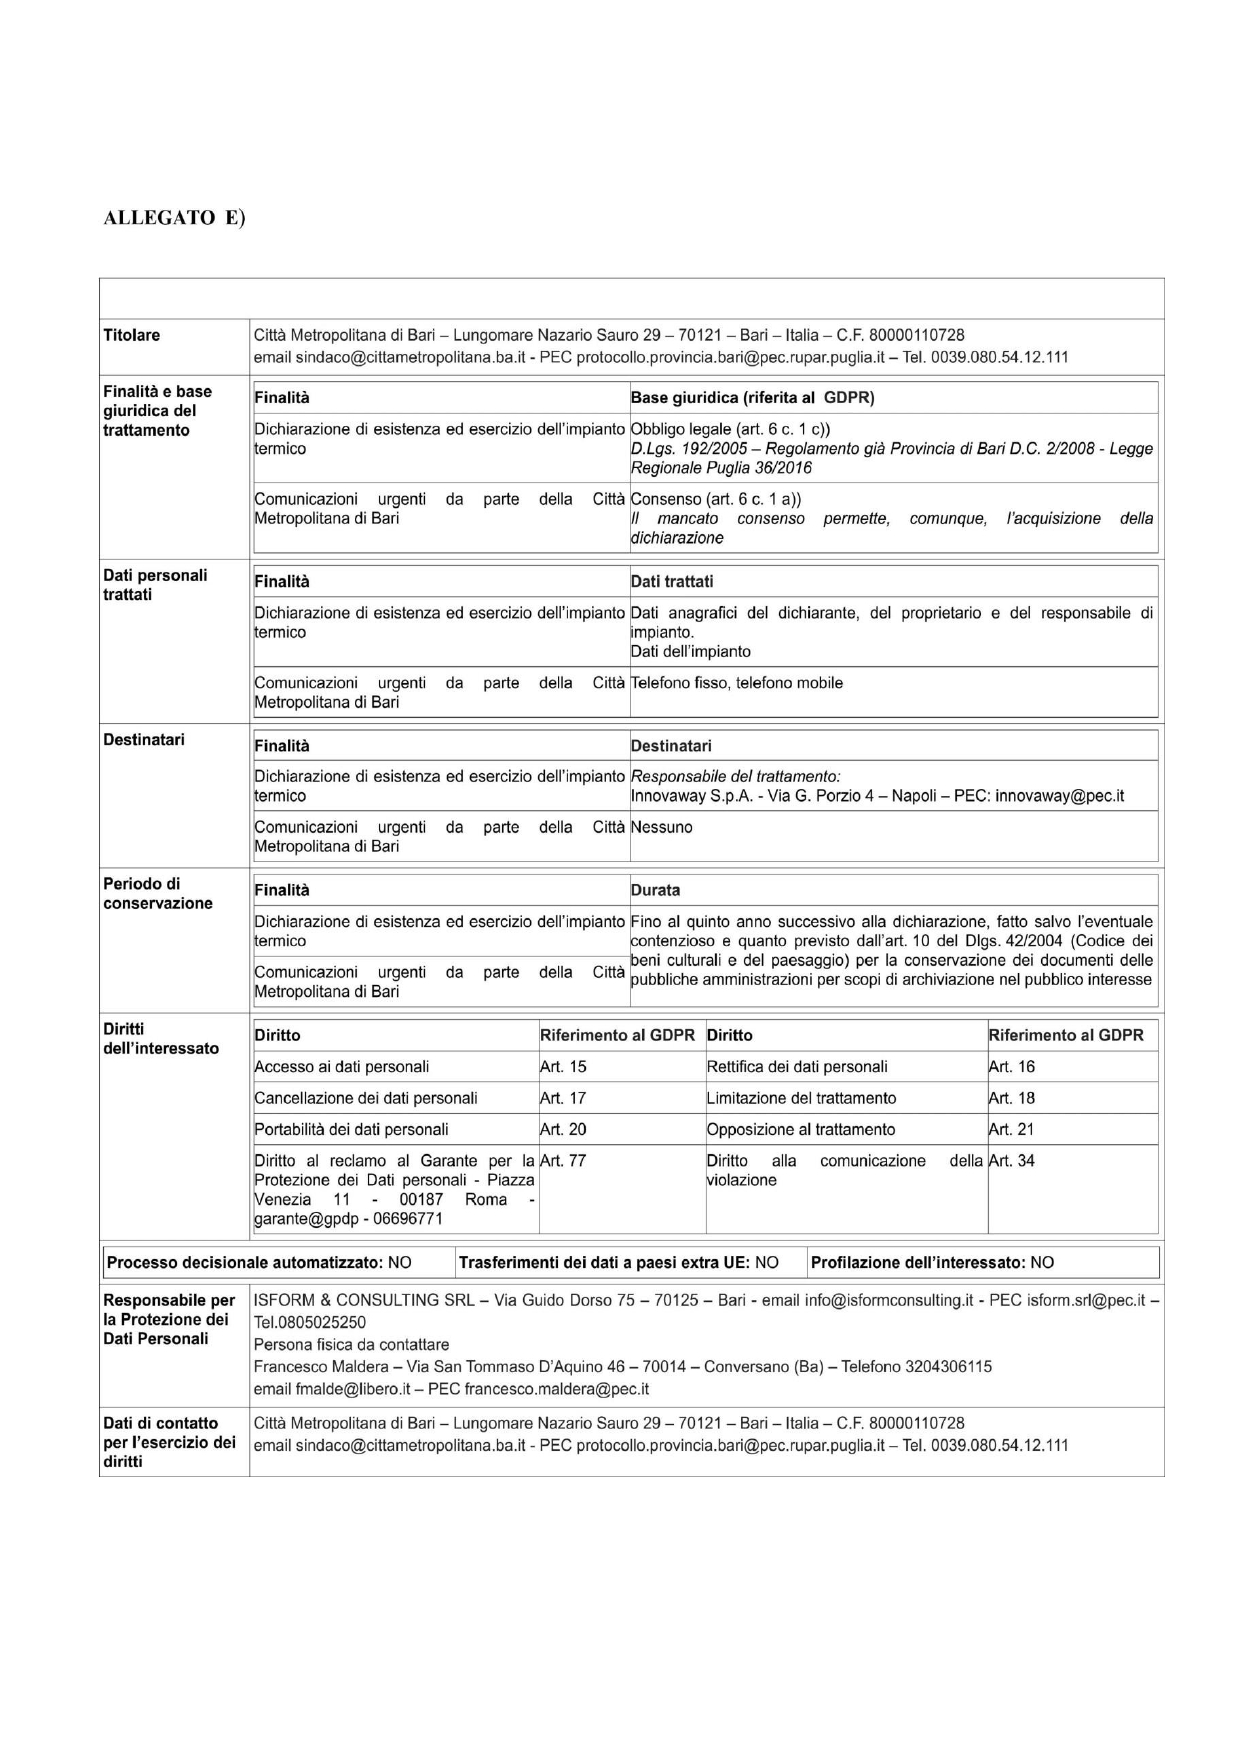 ALLEGATO E)
Titolare
Città Metropolitana di Bari – Lungomare Nazario Sauro 29 – 70121 – Bari – Italia – C.F. 80000110728
email sindaco@cittametropolitana.ba.it - PEC protocollo.provincia.bari@pec.rupar.puglia.it – Tel. 0039.080.54.12.111
Finalità e base
giuridica del
trattamento
Finalità
Base giuridica (riferita al GDPR)
Dichiarazione di esistenza ed esercizio dell'impianto
termico
Obbligo legale (art. 6 c. 1 c))
D.Lgs. 192/2005 – Regolamento già Provincia di Bari D.C. 2/2008 - Legge
Regionale Puglia 36/2016
Comunicazioni urgenti da parte della Città
Metropolitana di Bari
Consenso (art. 6 c. 1 a))
Il mancato consenso permette, comunque, l'acquisizione della
dichiarazione
Dati personali
trattati
Finalità
Dati trattati
Dichiarazione di esistenza ed esercizio dell'impianto
termico
Dati anagrafici del dichiarante, del proprietario e del responsabile di
impianto.
Dati dell'impianto
Comunicazioni urgenti da parte della Città
Metropolitana di Bari
Telefono fisso, telefono mobile
Destinatari
Finalità
Destinatari
Dichiarazione di esistenza ed esercizio dell'impianto
termico
Responsabile del trattamento:
Innovaway S.p.A. - Via G. Porzio 4 – Napoli – PEC: innovaway@pec.it
Comunicazioni urgenti da parte della Città
Metropolitana di Bari
Nessuno
Periodo di
conservazione
Finalità
Durata
Dichiarazione di esistenza ed esercizio dell'impianto
termico
Comunicazioni urgenti da parte della Città
Metropolitana di Bari
Fino al quinto anno successivo alla dichiarazione, fatto salvo l'eventuale
contenzioso e quanto previsto dall'art. 10 del Dlgs. 42/2004 (Codice dei
beni culturali e del paesaggio) per la conservazione dei documenti delle
pubbliche amministrazioni per scopi di archiviazione nel pubblico interesse
Diritti
dell'interessato
Diritto
Riferimento al GDPR
Diritto
Riferimento al GDPR
Accesso ai dati personali
Art. 15
Rettifica dei dati personali
Art. 16
Cancellazione dei dati personali
Art. 17
Limitazione del trattamento
Art. 18
Portabilità dei dati personali
Art. 20
Opposizione al trattamento
Art. 21
Diritto al reclamo al Garante per la
Protezione dei Dati personali - Piazza
Venezia 11 - 00187 Roma -
garante@gpdp - 06696771
Art. 77
Diritto alla comunicazione della
violazione
Art. 34
Processo decisionale automatizzato: NO
Trasferimenti dei dati a paesi extra UE: NO
Profilazione dell'interessato: NO
Responsabile per
la Protezione dei
Dati Personali
ISFORM & CONSULTING SRL – Via Guido Dorso 75 – 70125 – Bari - email info@isformconsulting.it - PEC isform.srl@pec.it –
Tel.0805025250
Persona fisica da contattare
Francesco Maldera – Via San Tommaso D'Aquino 46 – 70014 – Conversano (Ba) – Telefono 3204306115
email fmalde@libero.it – PEC francesco.maldera@pec.it
Dati di contatto
per l'esercizio dei
diritti
Città Metropolitana di Bari – Lungomare Nazario Sauro 29 – 70121 – Bari – Italia – C.F. 80000110728
email sindaco@cittametropolitana.ba.it - PEC protocollo.provincia.bari@pec.rupar.puglia.it – Tel. 0039.080.54.12.111